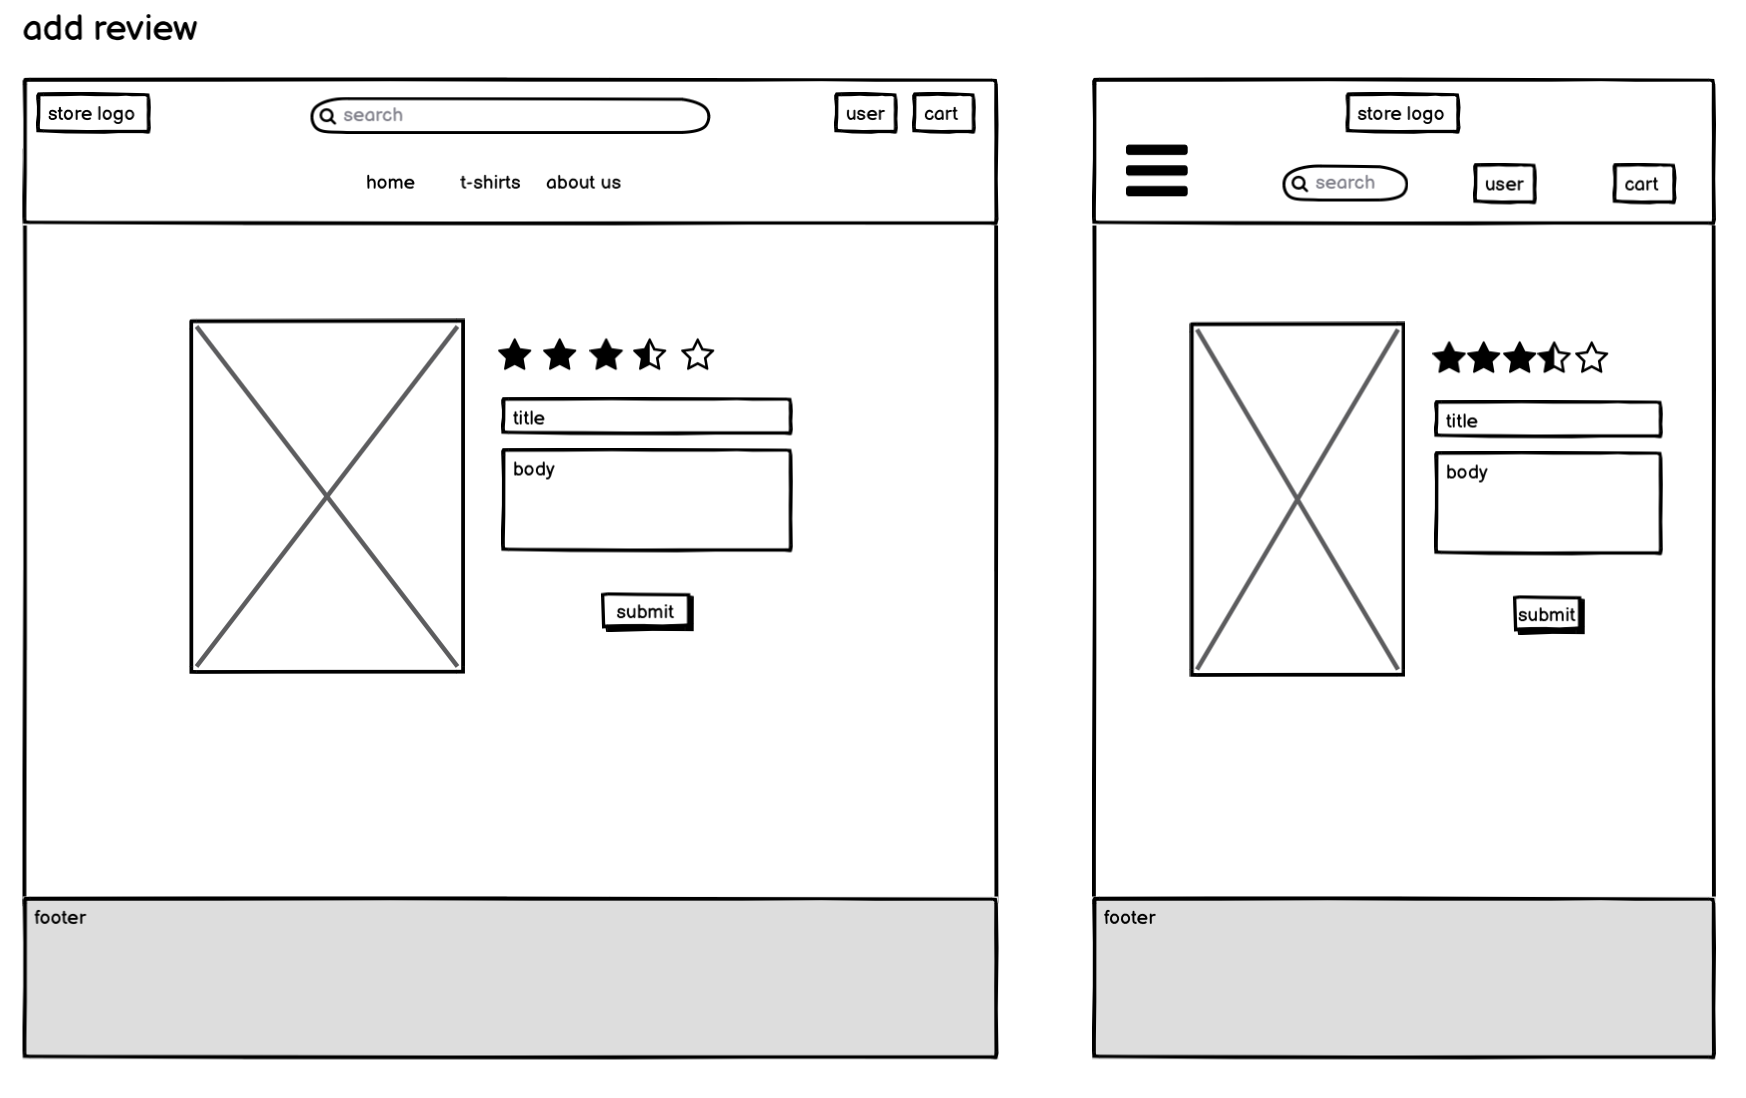 add review
store logo
search
user
cart
home
t-shirts
about us
title
body
submit
footer
store logo
search
user
cart
title
body
submit
footer